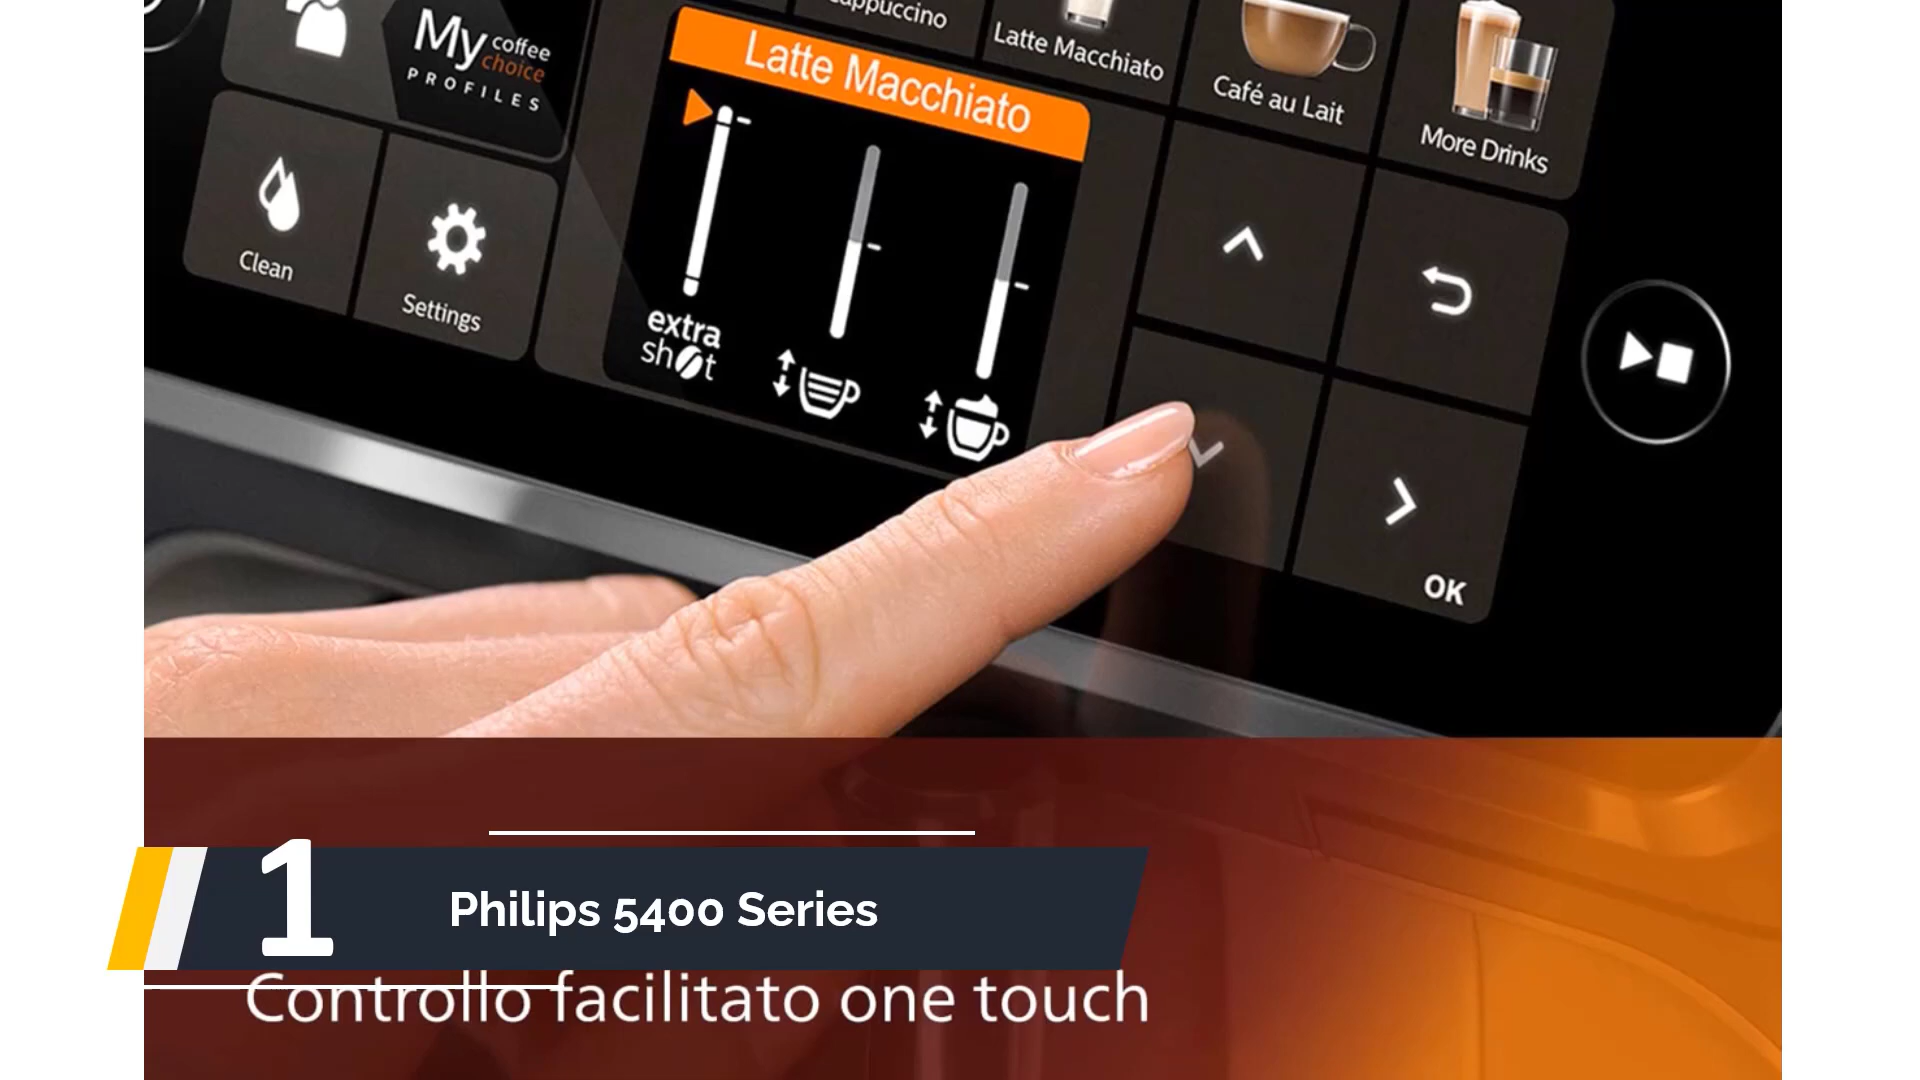 Cappuccino
Latte Macchiato
Café au Lait
More Drinks
My coffee choice
PROFILES
Clean
Settings
Latte Macchiato
extra
shot
OK
1
Philips 5400 Series
Controllo facilitato one touch